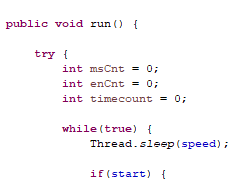 public void run() {
try {
int msCnt = 0;
int enCnt = 0;
int timecount = 0;
while(true) {
Thread.sleep(speed);
if(start) {